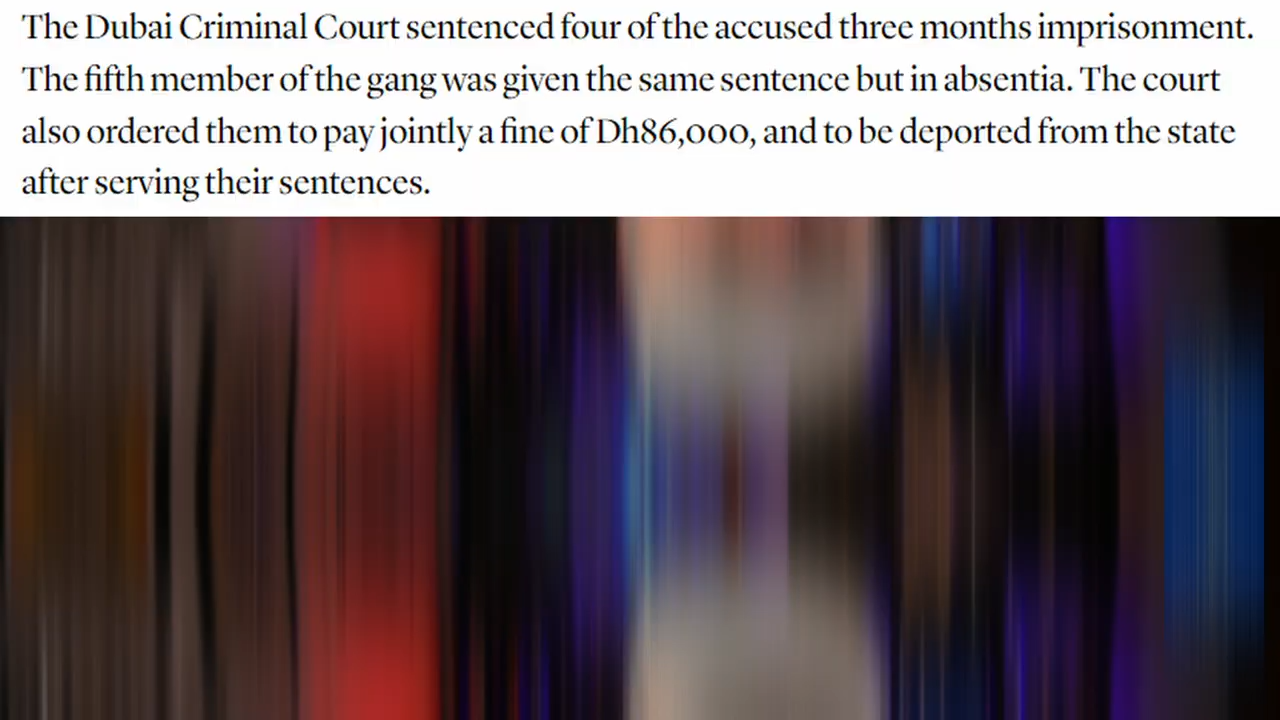 The Dubai Criminal Court sentenced four of the accused three months imprisonment.
The fifth member of the gang was given the same sentence but in absentia. The court
also ordered them to pay jointly a fine of Dh86,000, and to be deported from the state
after serving their sentences.